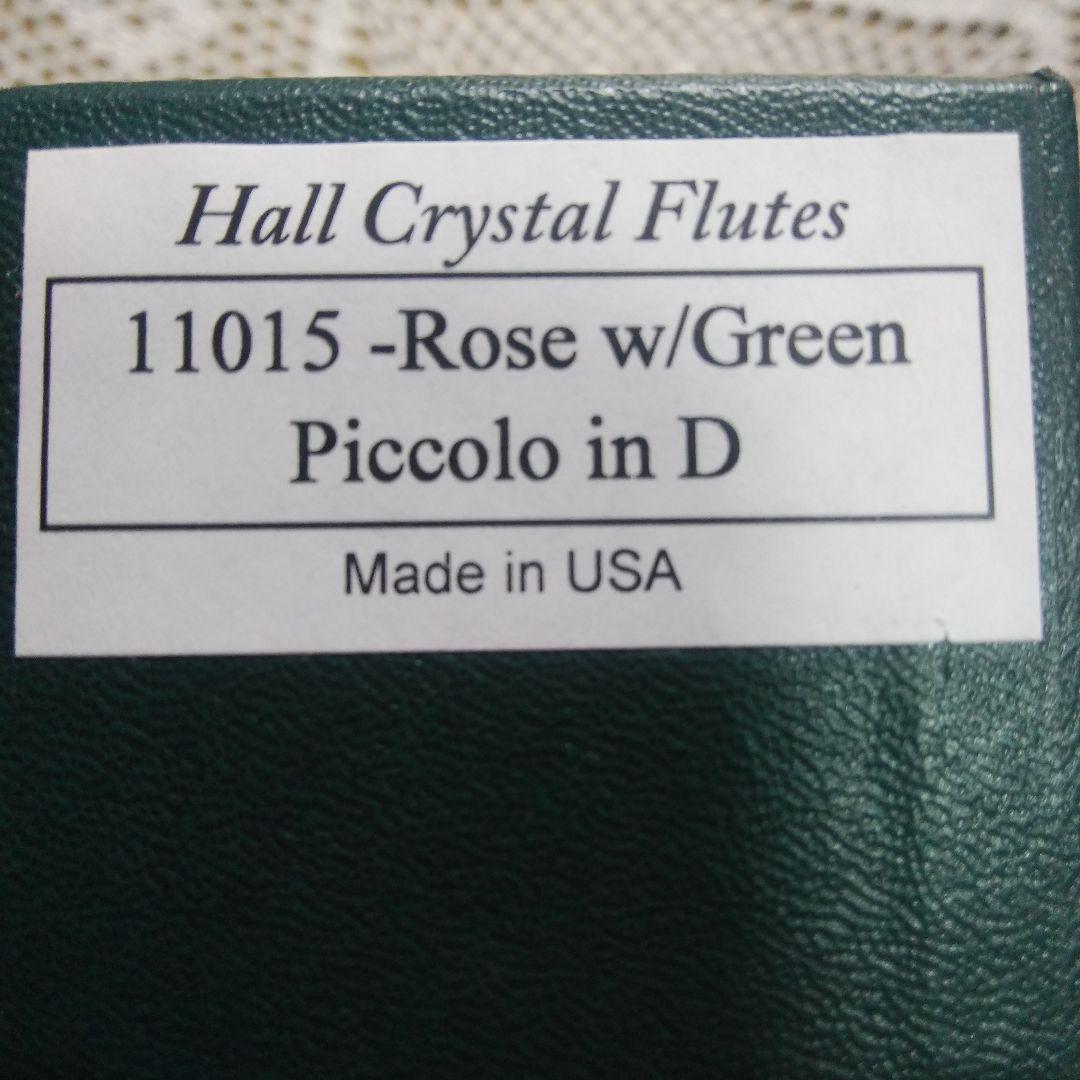 Hall Crystal Flutes
11015 -Rose w/Green
Piccolo in D
Made in USA